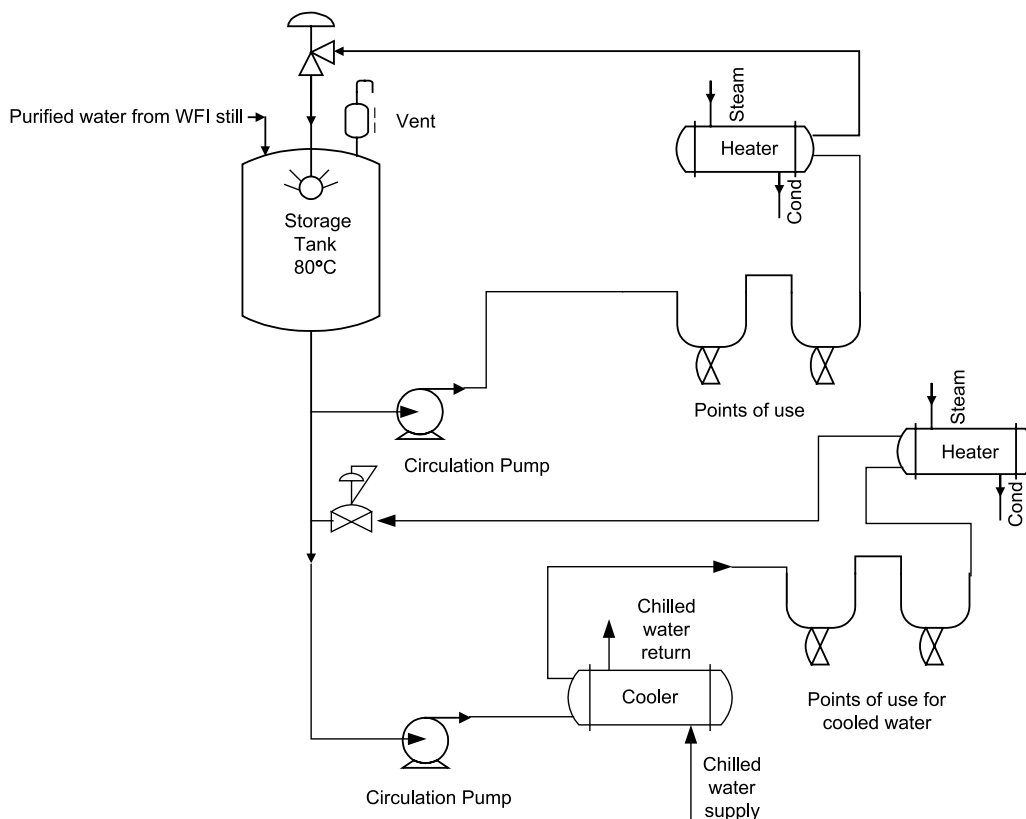 Purified water from WFI still
Vent
Steam
Heater
Cond
Storage
Tank
80°C
Points of use
Circulation Pump
Steam
Heater
Cond
Chilled
water
return
Cooler
Points of use for
cooled water
Circulation Pump
Chilled
water
supply